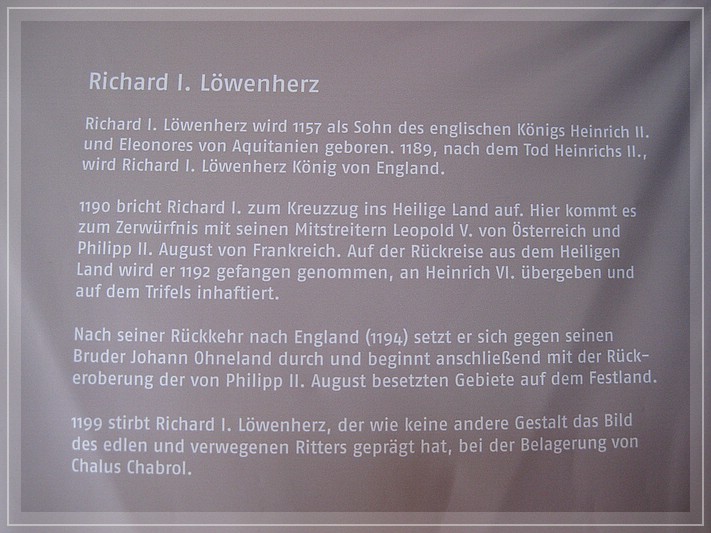 Richard I. Löwenherz
Richard I. Löwenherz wird 1157 als Sohn des englischen Königs Heinrich II.
und Eleonores von Aquitanien geboren. 1189, nach dem Tod Heinrichs II.,
wird Richard I. Löwenherz König von England.
1190 bricht Richard I. zum Kreuzzug ins Heilige Land auf. Hier kommt es
zum Zerwürfnis mit seinen Mitstreitern Leopold V. von Österreich und
Philipp II. August von Frankreich. Auf der Rückreise aus dem Heiligen
Land wird er 1192 gefangen genommen, an Heinrich VI. übergeben und
auf dem Trifels inhaftiert.
Nach seiner Rückkehr nach England (1194) setzt er sich gegen seinen
Bruder Johann Ohneland durch und beginnt anschließend mit der Rück-
eroberung der von Philipp II. August besetzten Gebiete auf dem Festland.
1199 stirbt Richard I. Löwenherz, der wie keine andere Gestalt das Bild
des edlen und verwegenen Ritters geprägt hat, bei der Belagerung von
Chalus Chabrol.